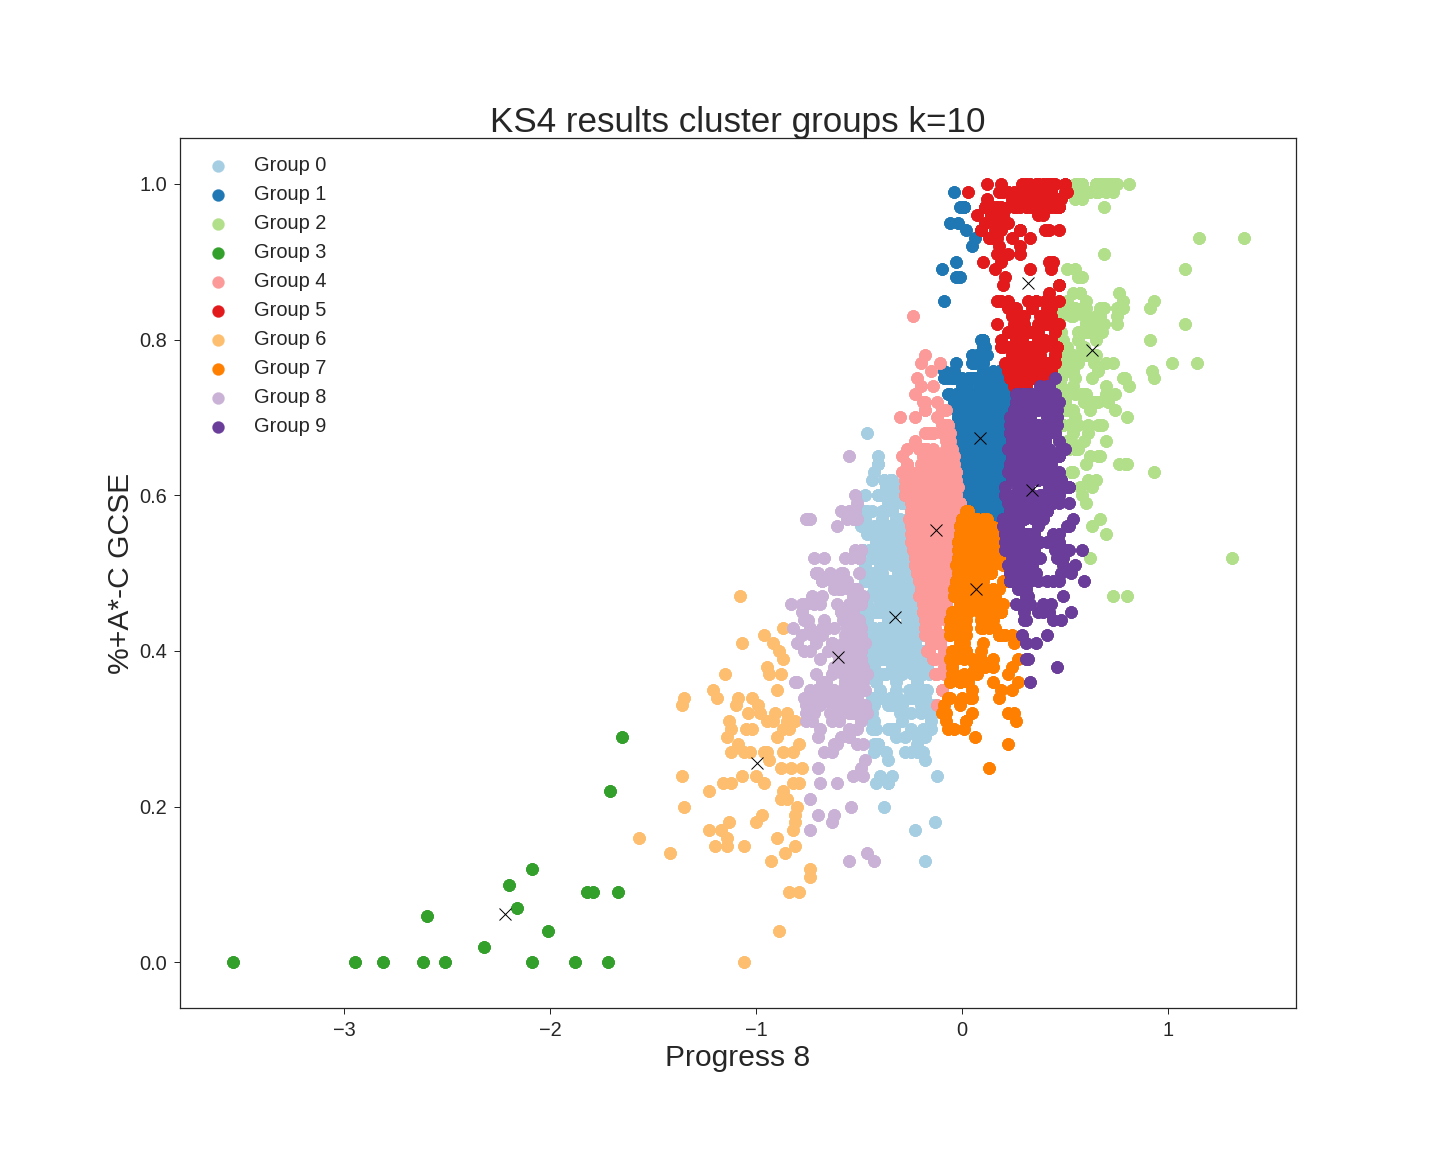 KS4 results cluster groups k=10
Group 0
Group 1
Group 2
Group 3
Group 4
Group 5
Group 6
Group 7
Group 8
Group 9
1.0
0.8
0.6
0.4
0.2
0.0
%+A*-C GCSE
−3 −2 −1 0 1
Progress 8